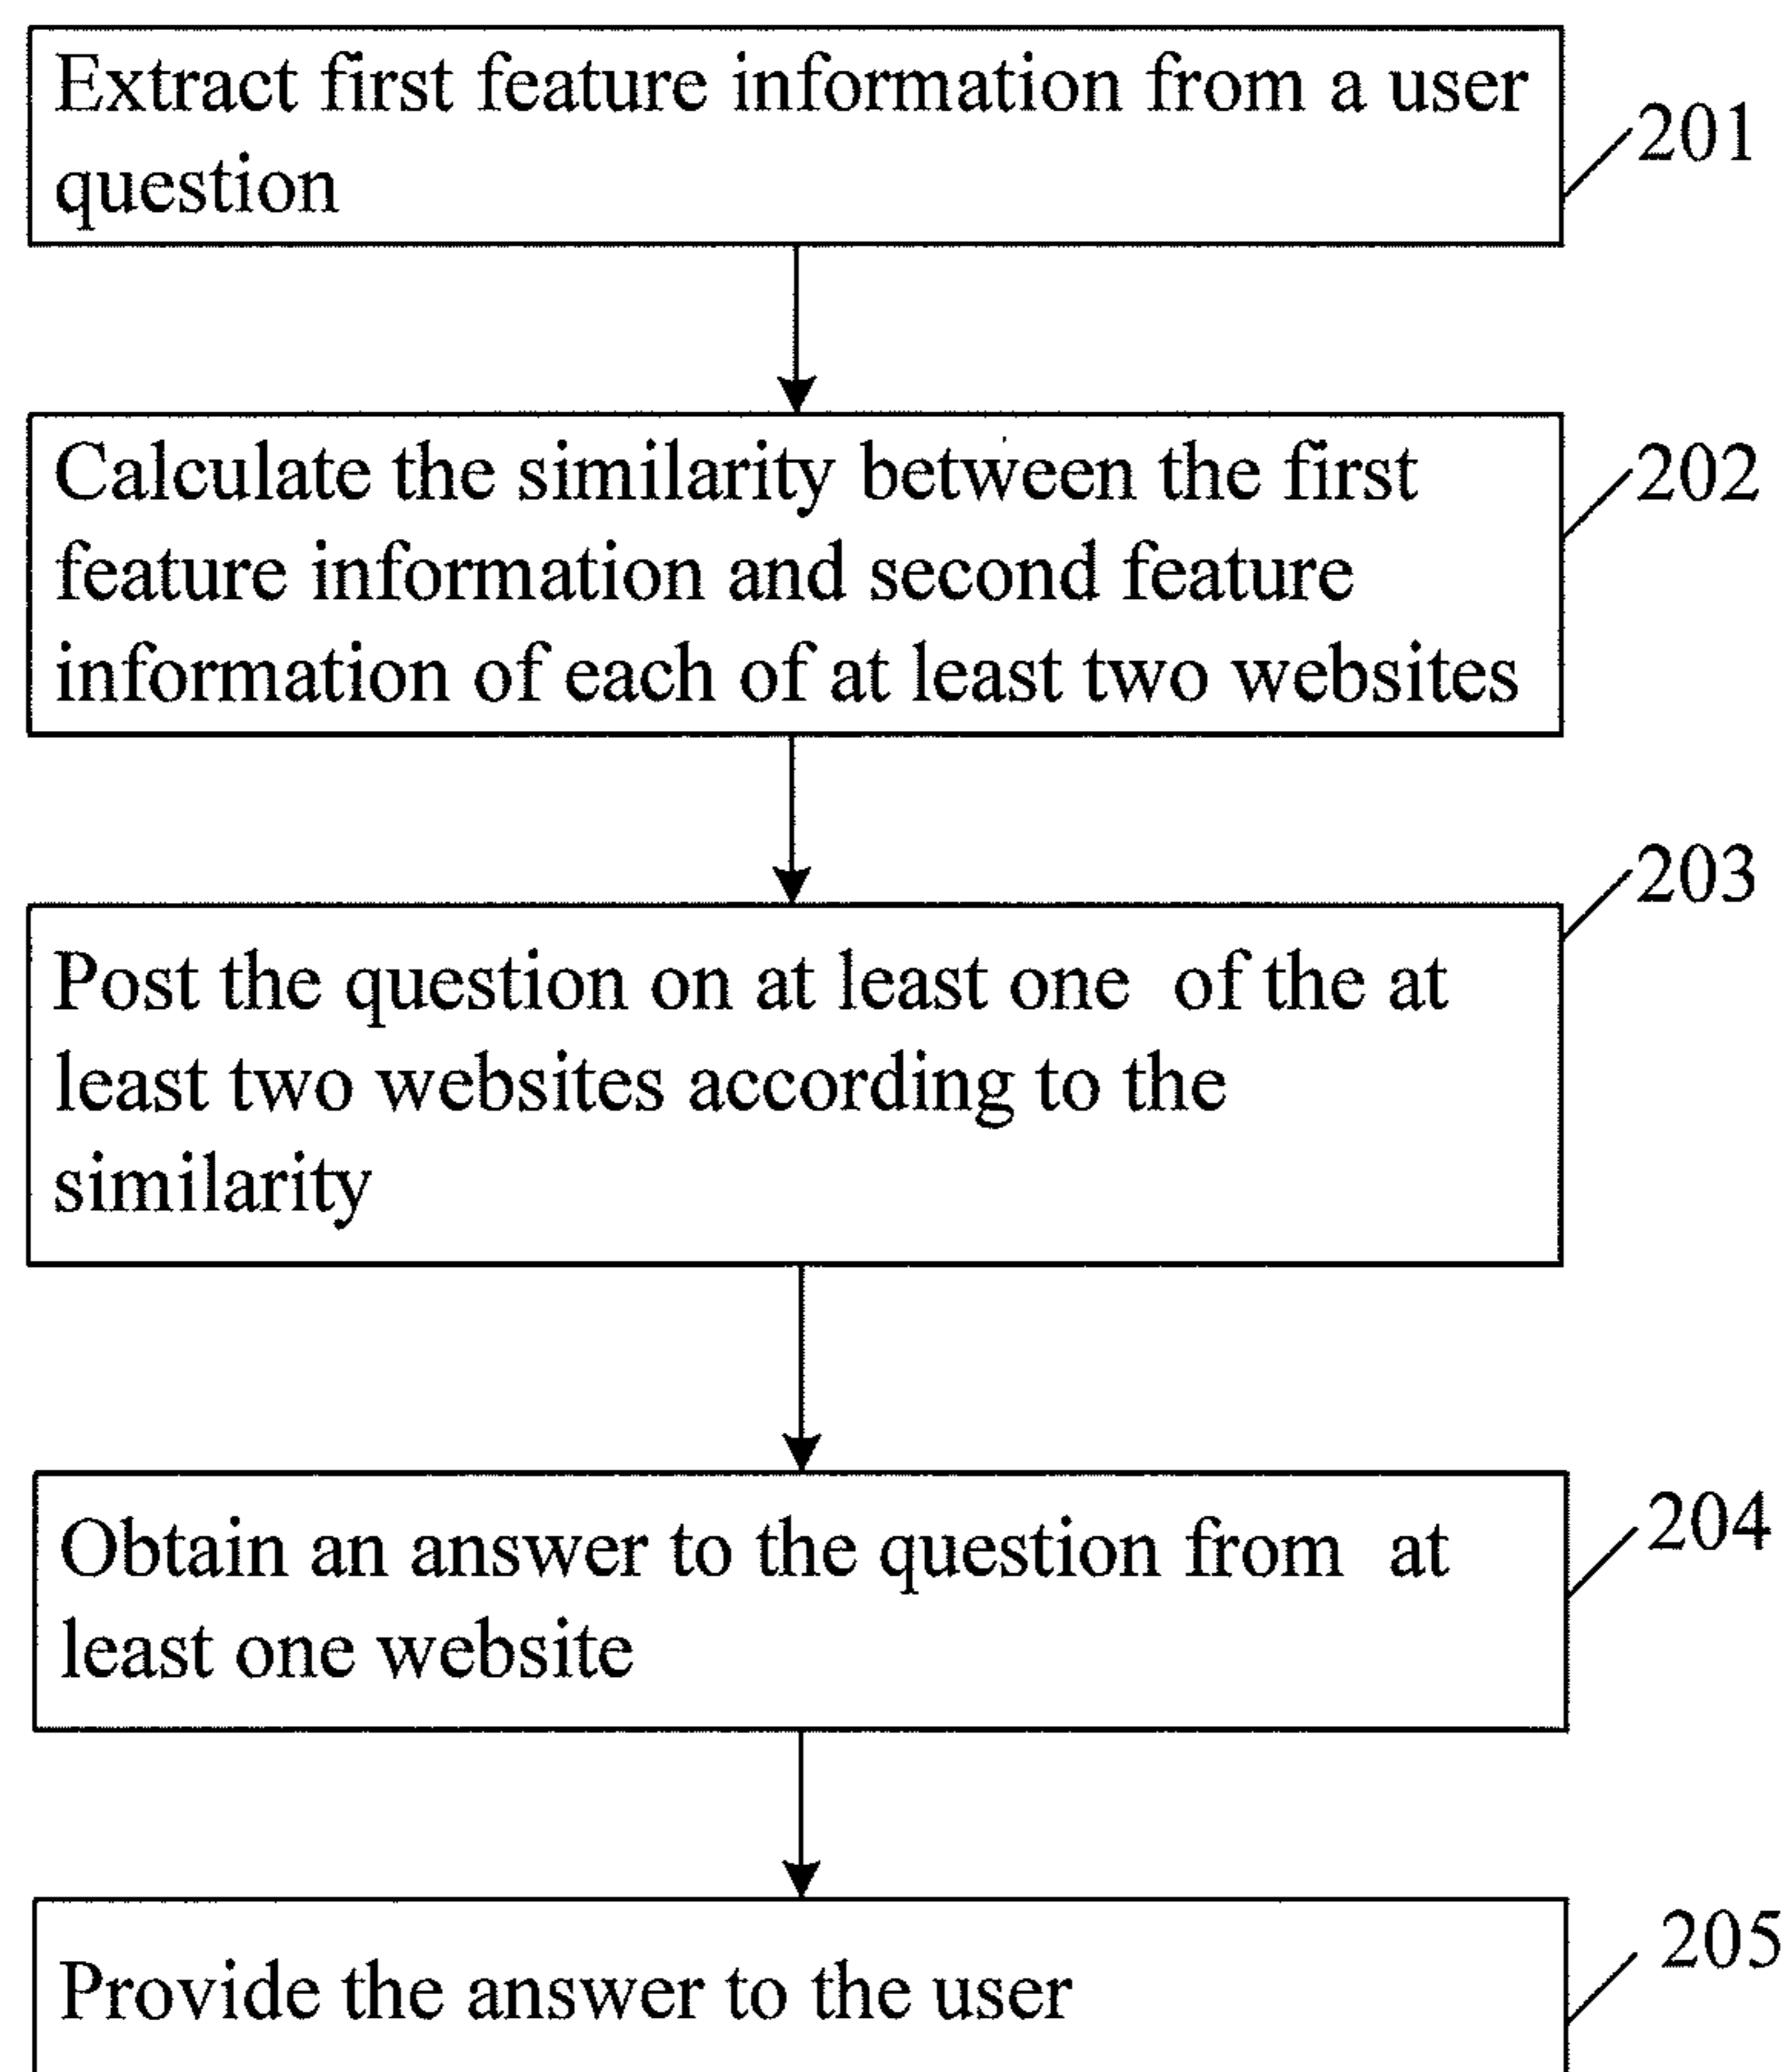 Extract first feature information from a user
question
201
Calculate the similarity between the first
feature information and second feature
information of each of at least two websites
202
Post the question on at least one of the at
least two websites according to the
similarity
203
Obtain an answer to the question from at
least one website
204
Provide the answer to the user
205